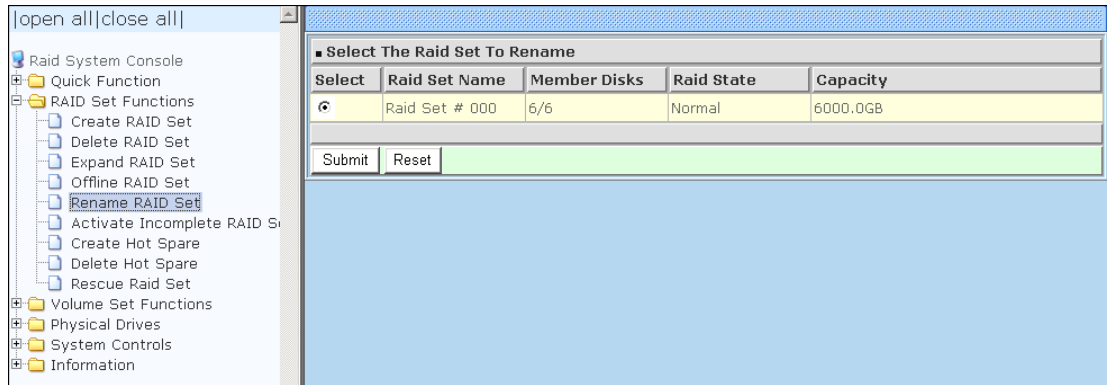 |open all|close all|
Raid System Console
Quick Function
RAID Set Functions
Create RAID Set
Delete RAID Set
Expand RAID Set
Offline RAID Set
Rename RAID Set
Activate Incomplete RAID S
Create Hot Spare
Delete Hot Spare
Rescue Raid Set
Volume Set Functions
Physical Drives
System Controls
Information
Select The Raid Set To Rename
Select Raid Set Name Member Disks Raid State Capacity
Raid Set # 000 6/6 Normal 6000.0GB
Submit Reset